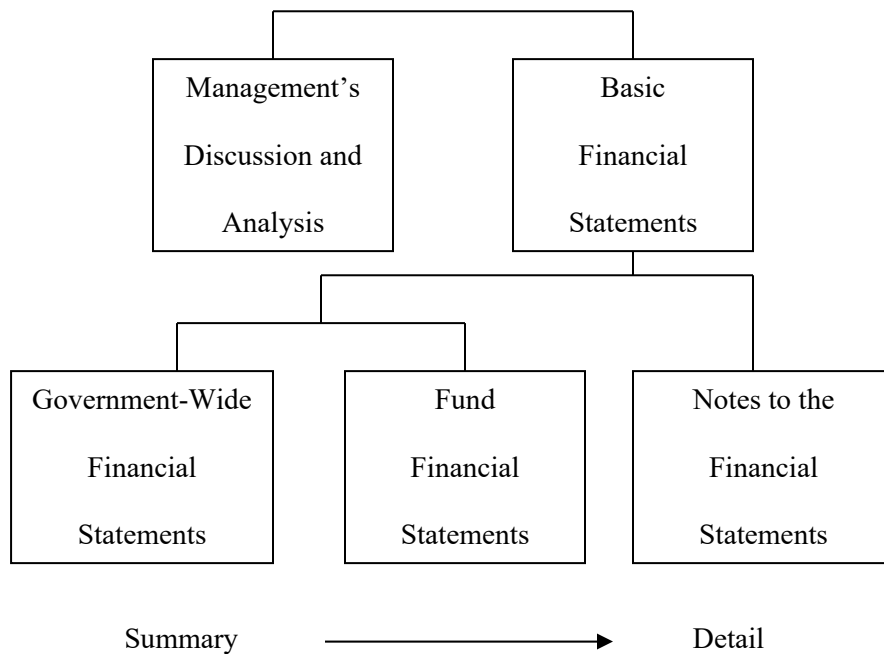 Management’s
Discussion and
Analysis
Basic
Financial
Statements
Government-Wide
Financial
Statements
Fund
Financial
Statements
Notes to the
Financial
Statements
Summary
Detail